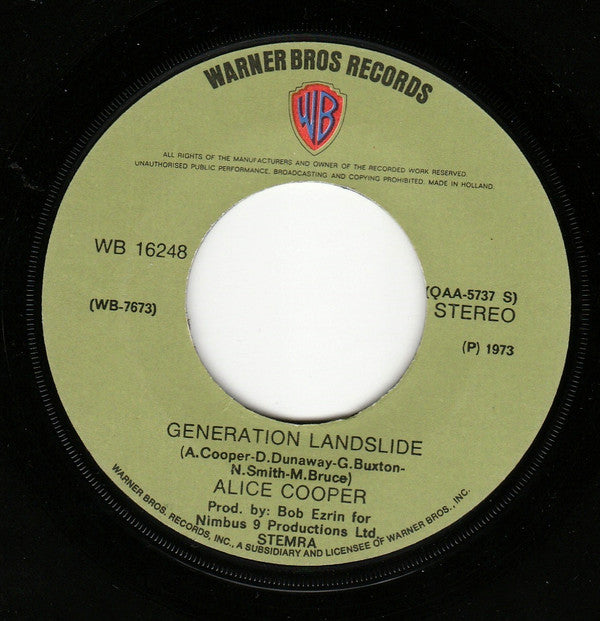 WARNER BROS RECORDS
WB
ALL RIGHTS OF THE MANUFACTURERS AND OWNER OF THE RECORDED WORK RESERVED.
UNAUTHORISED PUBLIC PERFORMANCE, BROADCASTING AND COPYING PROHIBITED. MADE IN HOLLAND.
WB 16248
(WB-7673)
(QAA-5737 S)
STEREO
(P) 1973
GENERATION LANDSLIDE
(A.Cooper-D.Dunaway-G.Buxton-
N.Smith-M.Bruce)
ALICE COOPER
Prod. by: Bob Ezrin for
Nimbus 9 Productions Ltd.
STEMRA
WARNER BROS. RECORDS, INC., A SUBSIDIARY AND LICENSEE OF WARNER BROS., INC.